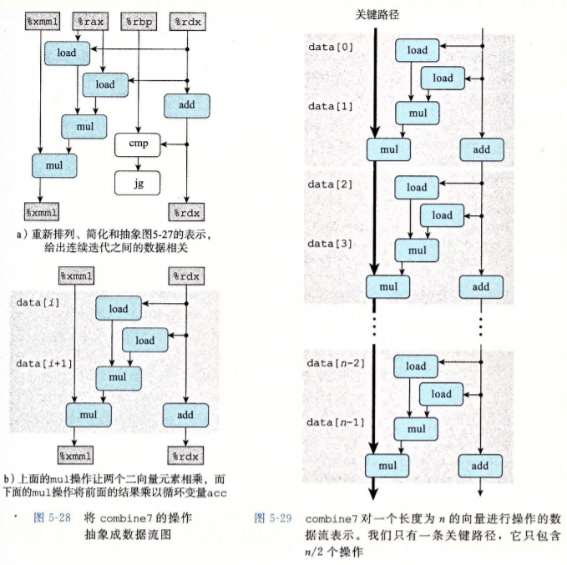 %xmm1 %rax %rbp %rdx
load
load
add
mul
cmp
mul
jg
%xmm1 %rdx
a）重新排列、简化和抽象图5-27的表示，
给出连续迭代之间的数据相关
%xmm1 %rdx
data[i]
load
load
data[i+1]
mul
mul add
%xmm1 %rdx
b）上面的mul操作让两个二向量元素相乘，而
下面的mul操作将前面的结果乘以循环变量acc
图 5-28 将 combine7 的操作
抽象成数据流图
关键路径
data[0]
load
load
data[1]
mul
mul add
data[2]
load
load
data[3]
mul
mul add
data[n-2]
load
load
data[n-1]
mul
mul add
图 5-29 combine7 对一个长度为 n 的向量进行操作的数
据流表示。我们只有一条关键路径，它只包含
n/2 个操作